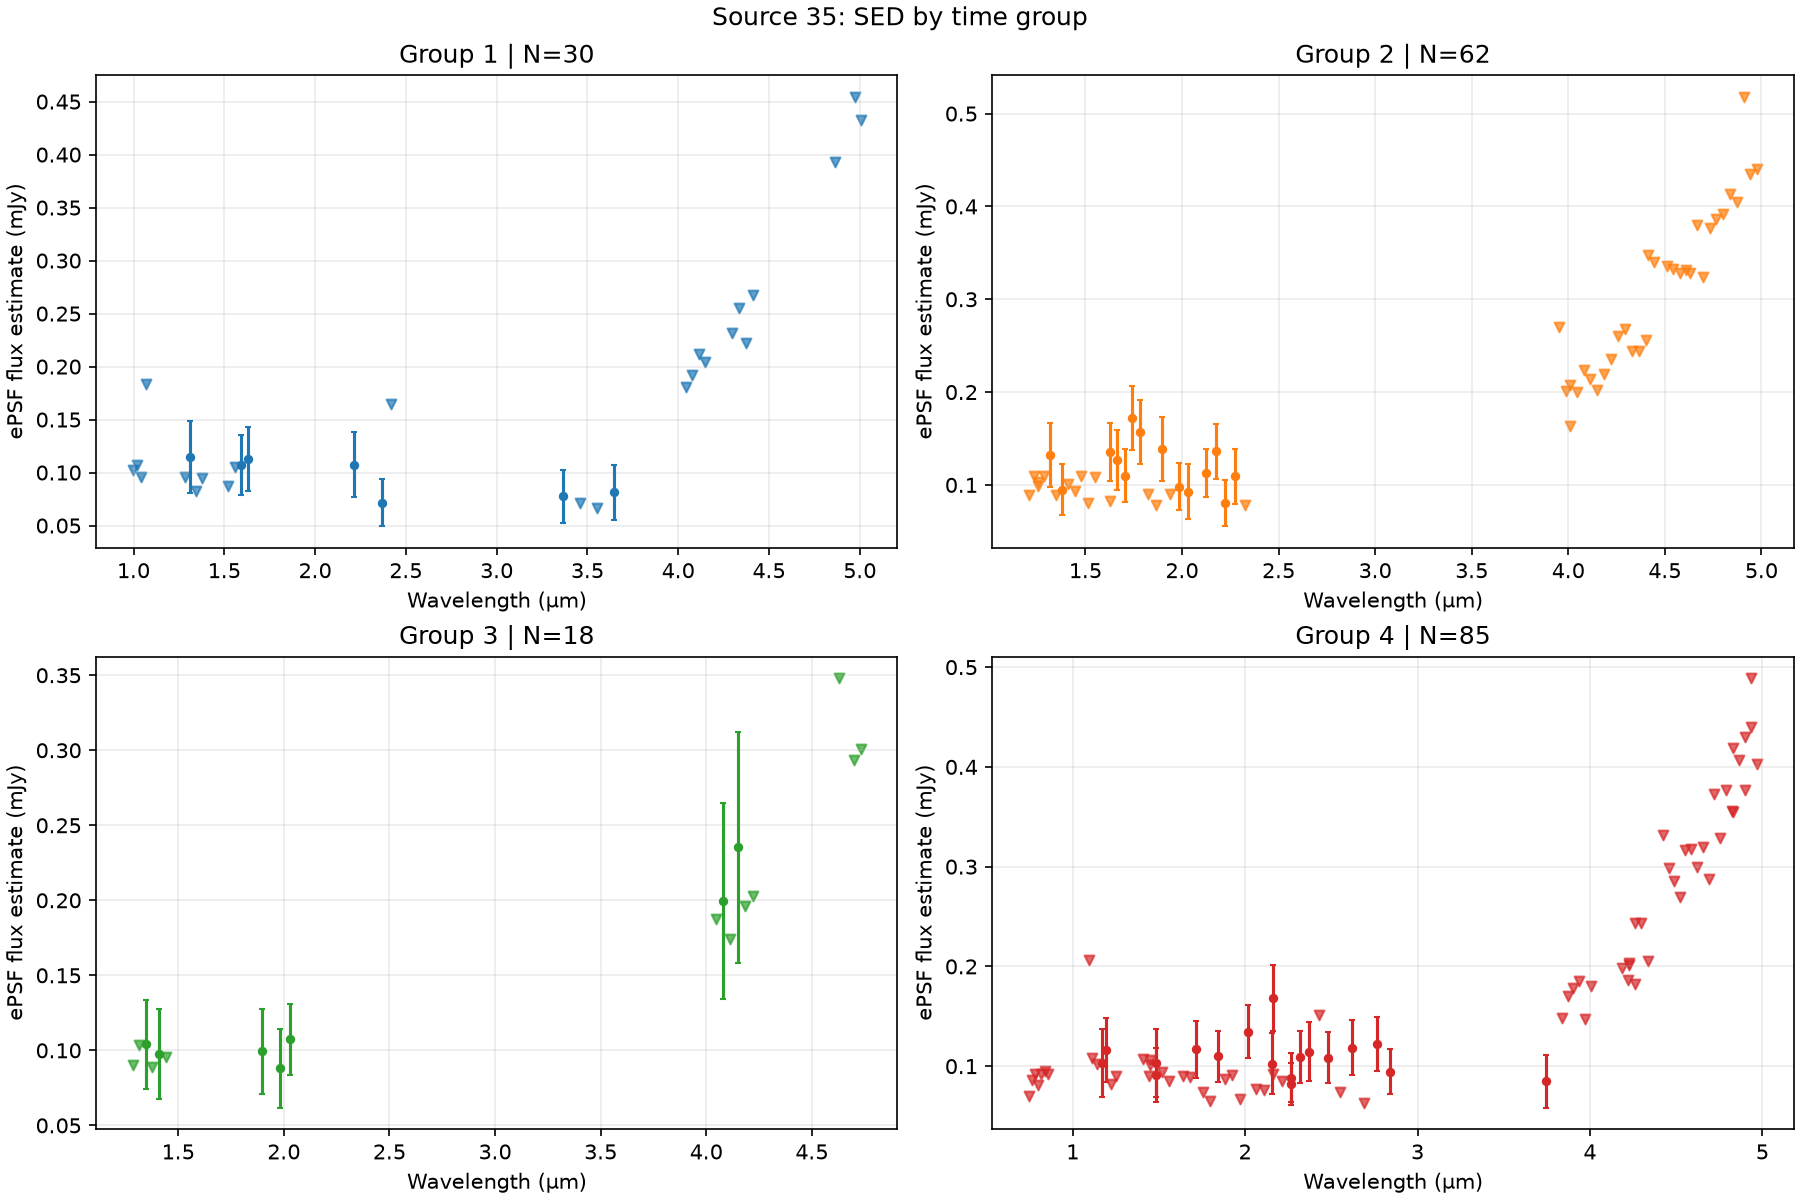 Source 35: SED by time group
Group 1 | N=30
ePSF flux estimate (mJy)
0.45
0.40
0.35
0.30
0.25
0.20
0.15
0.10
0.05
1.0 1.5 2.0 2.5 3.0 3.5 4.0 4.5 5.0
Wavelength (μm)
Group 2 | N=62
ePSF flux estimate (mJy)
0.5
0.4
0.3
0.2
0.1
1.5 2.0 2.5 3.0 3.5 4.0 4.5 5.0
Wavelength (μm)
Group 3 | N=18
ePSF flux estimate (mJy)
0.35
0.30
0.25
0.20
0.15
0.10
0.05
1.5 2.0 2.5 3.0 3.5 4.0 4.5
Wavelength (μm)
Group 4 | N=85
ePSF flux estimate (mJy)
0.5
0.4
0.3
0.2
0.1
1 2 3 4 5
Wavelength (μm)